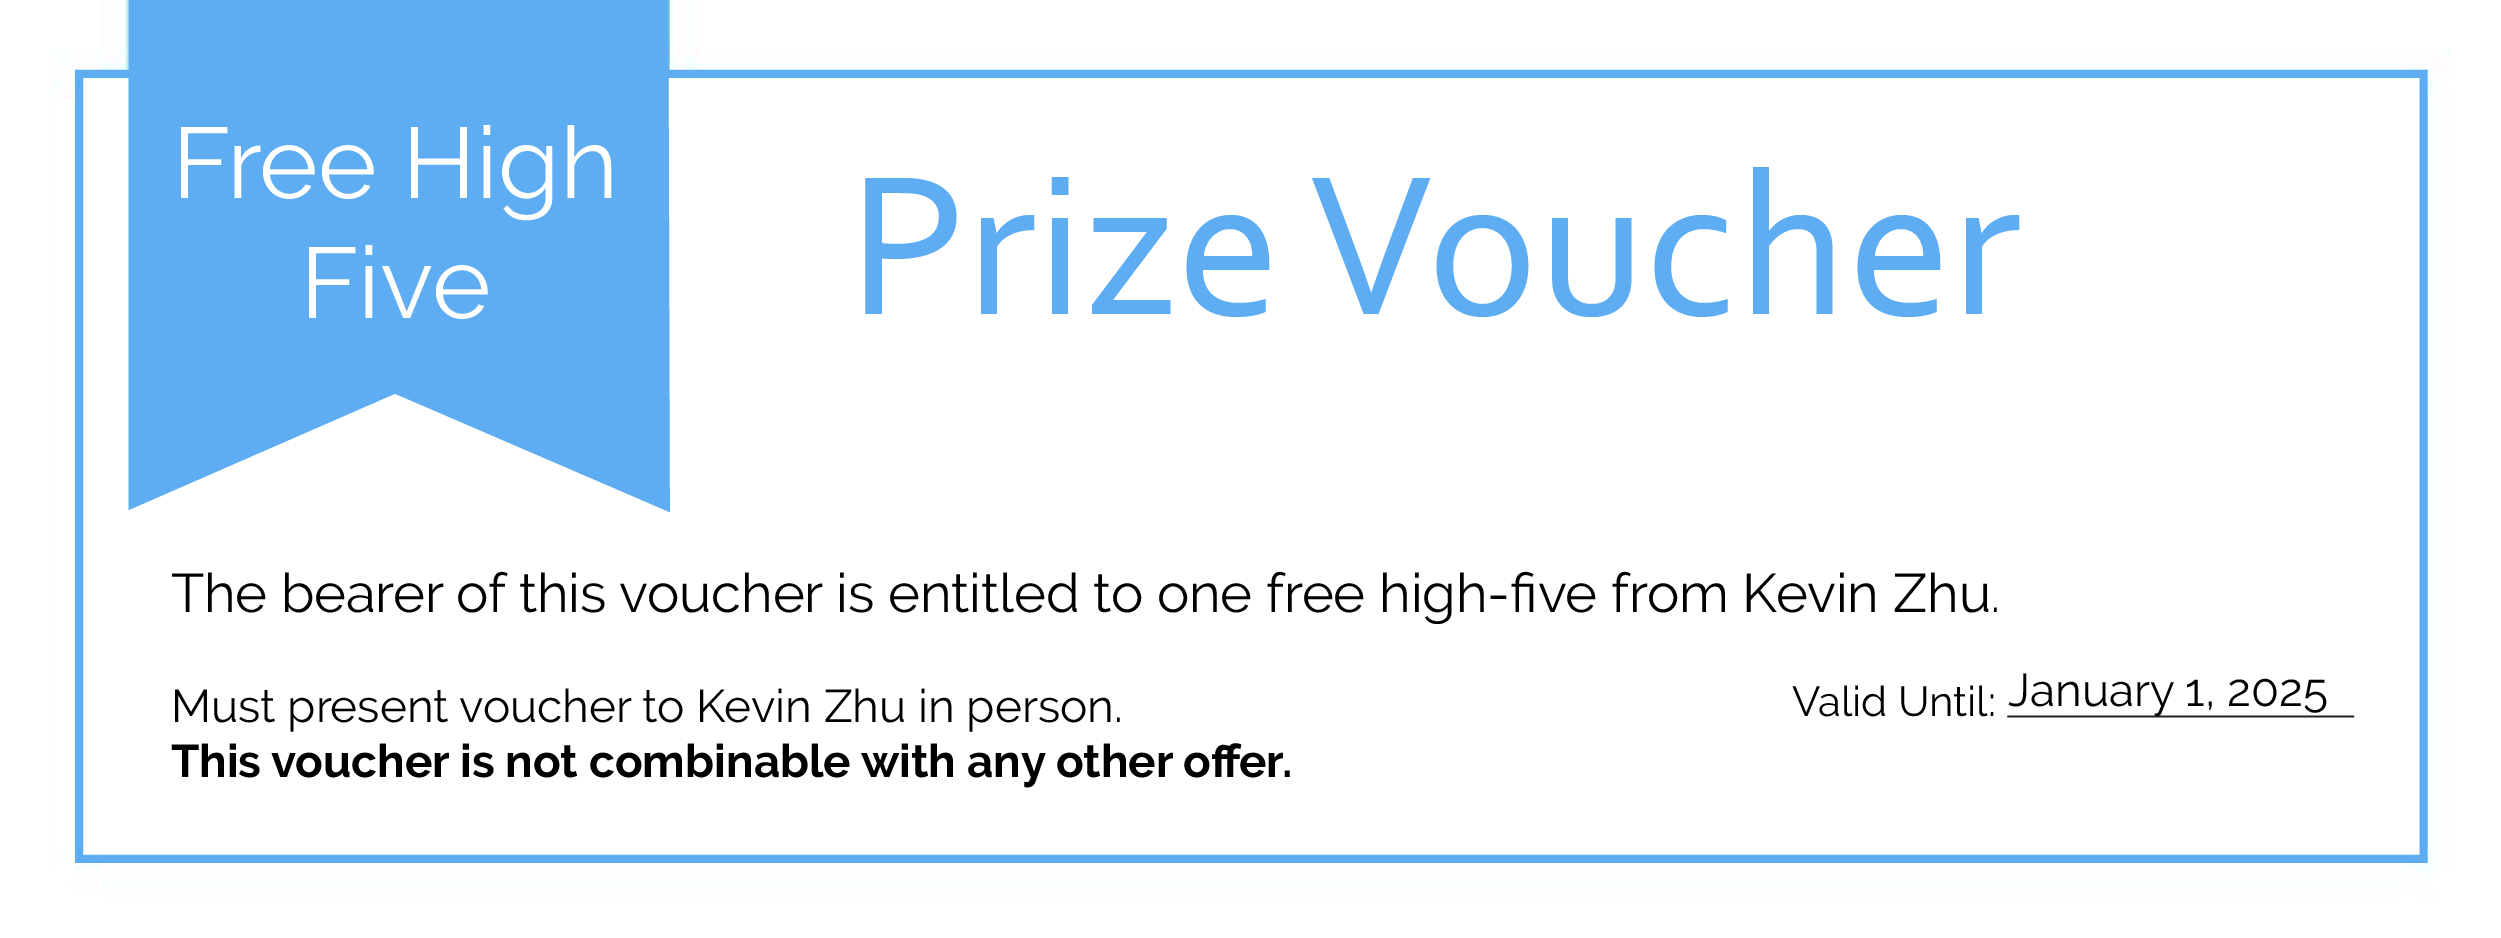 Free High
Five
Prize Voucher
The bearer of this voucher is entitled to one free high-five from Kevin Zhu.
Must present voucher to Kevin Zhu in person.
Valid Until: January 1, 2025
This voucher is not combinable with any other offer.